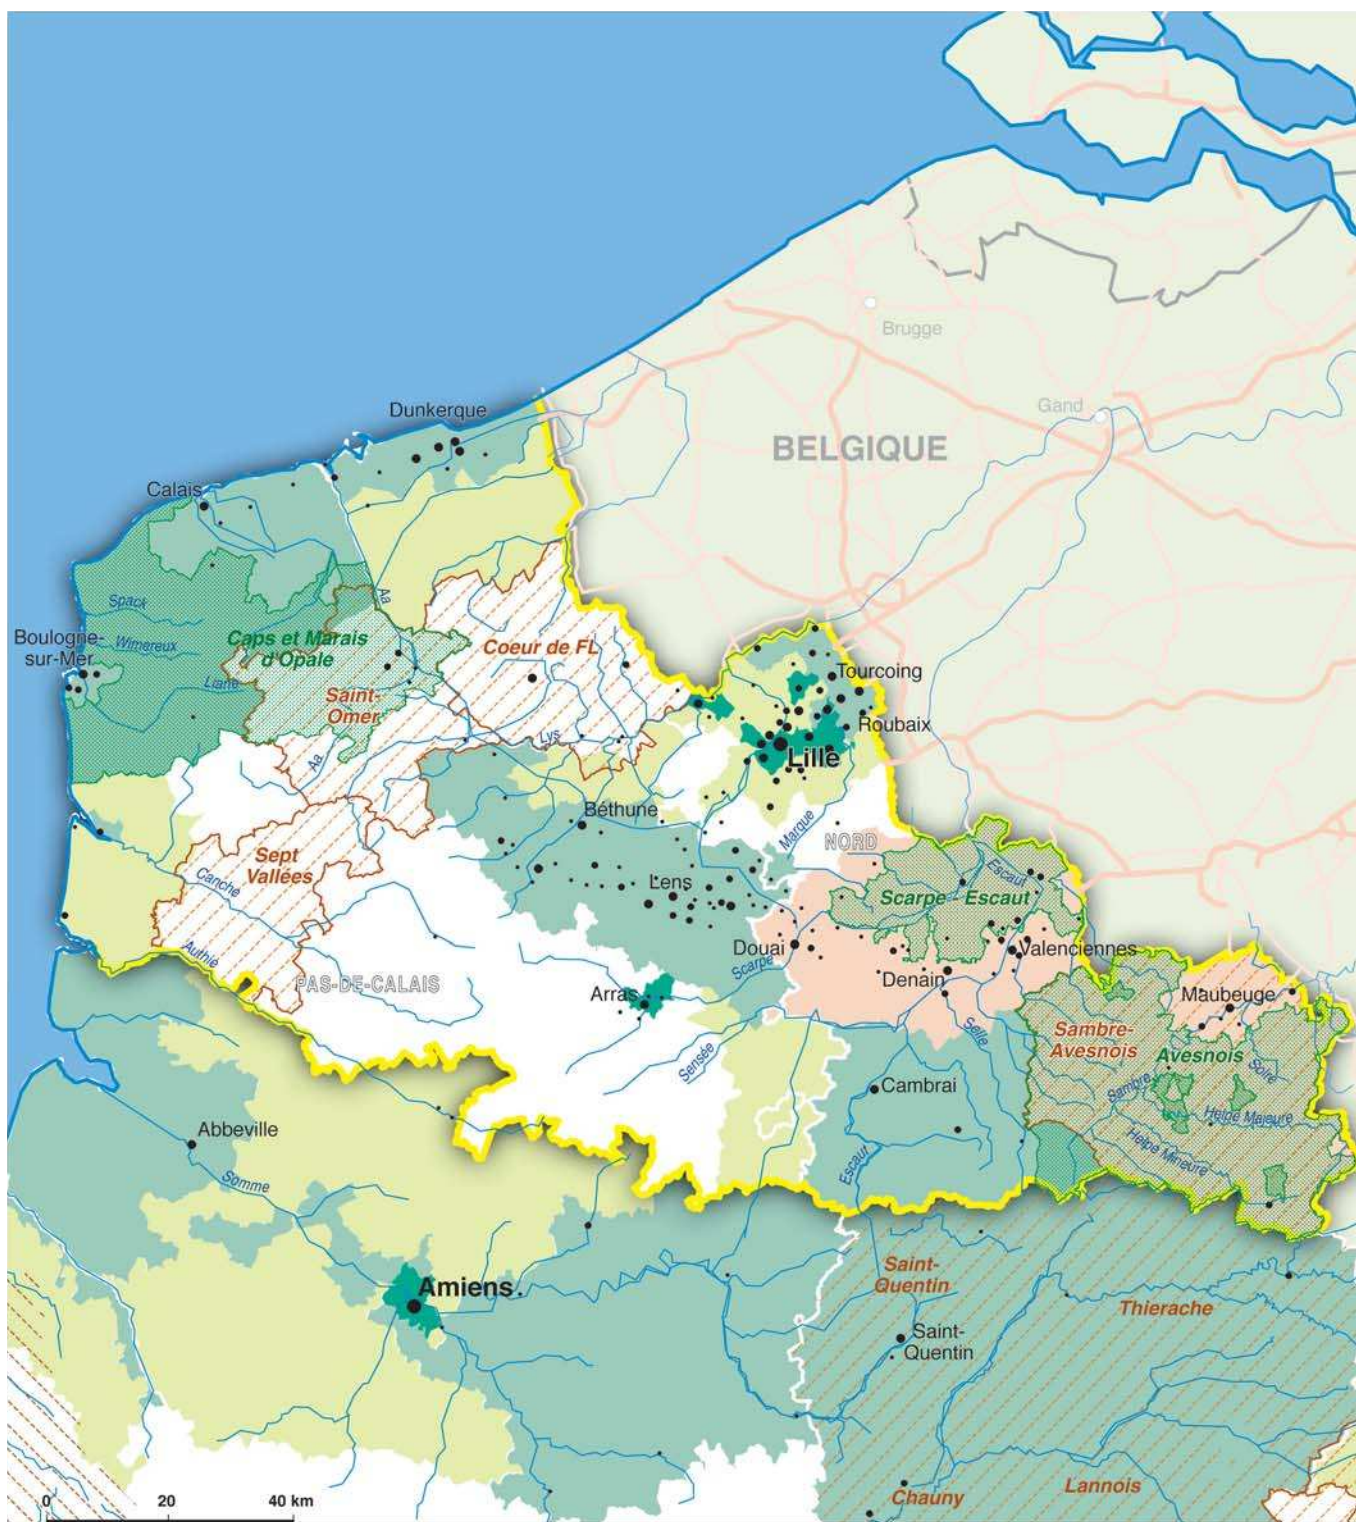 Brugge
Gand
Dunkerque
BELGIQUE
Calais
Aa
Spack
Boulogne-
sur-Mer
Wimereux
Caps et Marais
d'Opale
Coeur de FL
Liane
Saint-
Omer
Tourcoing
Roubaix
Aa
Lys
Lille
Béthune
Marque
NORD
Sept
Vallées
Canche
Lens
Escaut
Scarpe - Escaut
Authie
Douai
Scarpe
Valenciennes
PAS-DE-CALAIS
Arras
Denain
Maubeuge
Selle
Sambre-
Avesnois
Avesnois
Sensée
Solre
Cambrai
Sambre
Helpe Majeure
Abbeville
Helpe Mineure
Escaut
Somme
Saint-
Quentin
Amiens
Thierache
Saint-
Quentin
Chauny
Lannois
0 20 40 km